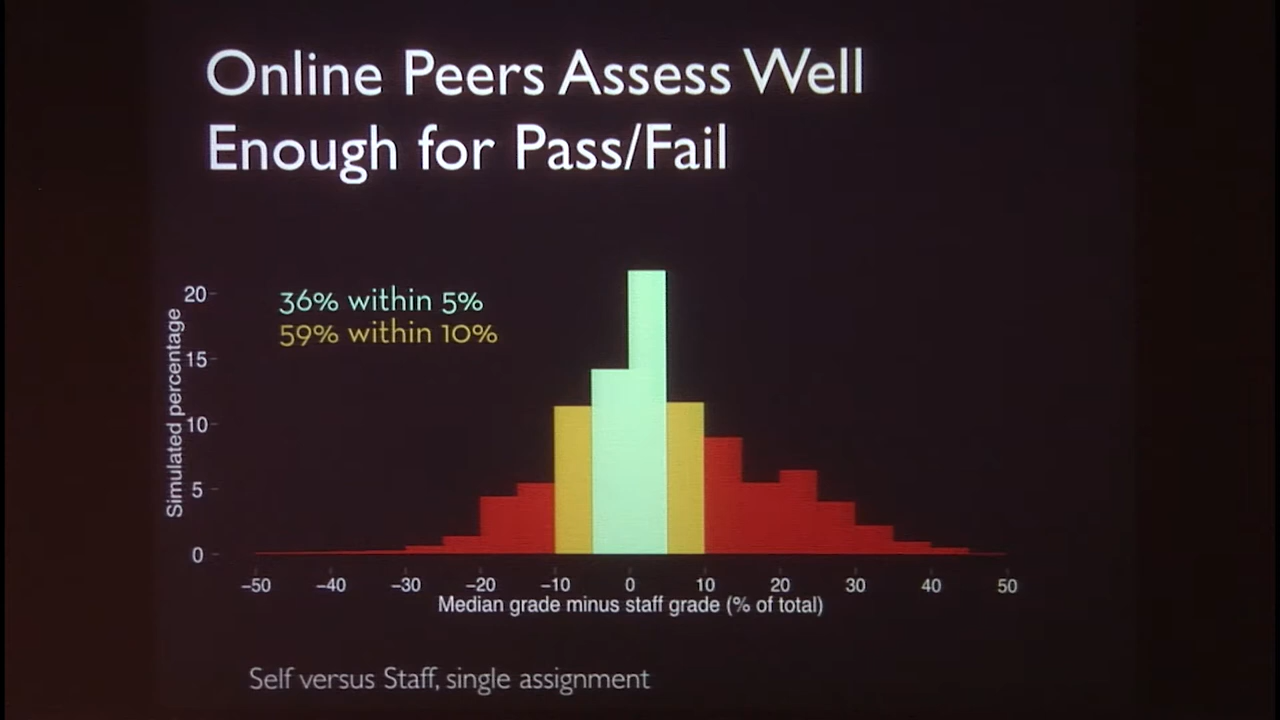 Online Peers Assess Well
Enough for Pass/Fail
36% within 5%
59% within 10%
Simulated percentage
20
15
10
5
0
–50 –40 –30 –20 –10 0 10 20 30 40 50
Median grade minus staff grade (% of total)
Self versus Staff, single assignment